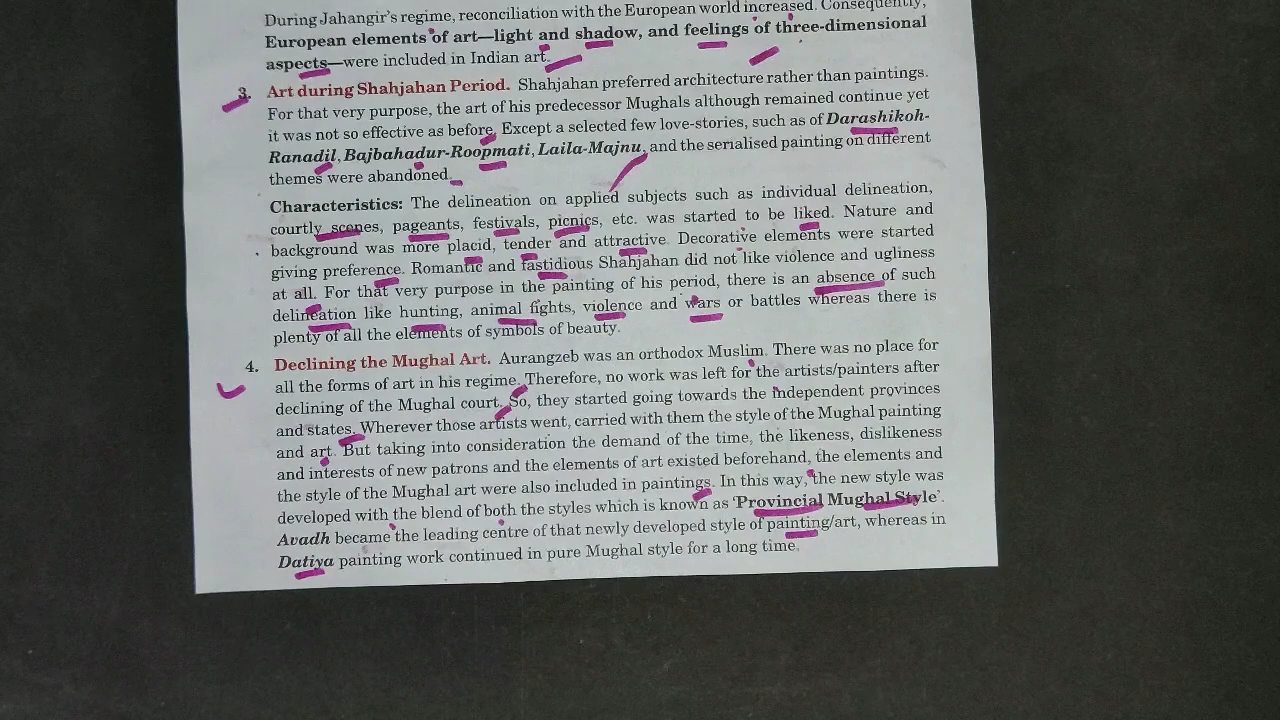 During Jahangir's regime, reconciliation with the European world increased. Consequently,
European elements of art—light and shadow, and feelings of three-dimensional
aspects—were included in Indian art.
3. Art during Shahjahan Period. Shahjahan preferred architecture rather than paintings.
For that very purpose, the art of his predecessor Mughals although remained continue yet
it was not so effective as before. Except a selected few love-stories, such as of Darashikoh-
Ranadil, Bajbahadur-Roopmati, Laila-Majnu, and the serialised painting on different
themes were abandoned.
Characteristics: The delineation on applied subjects such as individual delineation,
courtly scenes, pageants, festivals, picnics, etc. was started to be liked. Nature and
background was more placid, tender and attractive. Decorative elements were started
giving preference. Romantic and fastidious Shahjahan did not like violence and ugliness
at all. For that very purpose in the painting of his period, there is an absence of such
delineation like hunting, animal fights, violence and wars or battles whereas there is
plenty of all the elements of symbols of beauty.
4. Declining the Mughal Art. Aurangzeb was an orthodox Muslim. There was no place for
all the forms of art in his regime. Therefore, no work was left for the artists/painters after
declining of the Mughal court. So, they started going towards the independent provinces
and states. Wherever those artists went, carried with them the style of the Mughal painting
and art. But taking into consideration the demand of the time, the likeness, dislikeness
and interests of new patrons and the elements of art existed beforehand, the elements and
the style of the Mughal art were also included in paintings. In this way, the new style was
developed with the blend of both the styles which is known as 'Provincial Mughal Style'.
Avadh became the leading centre of that newly developed style of painting/art, whereas in
Datiya painting work continued in pure Mughal style for a long time.